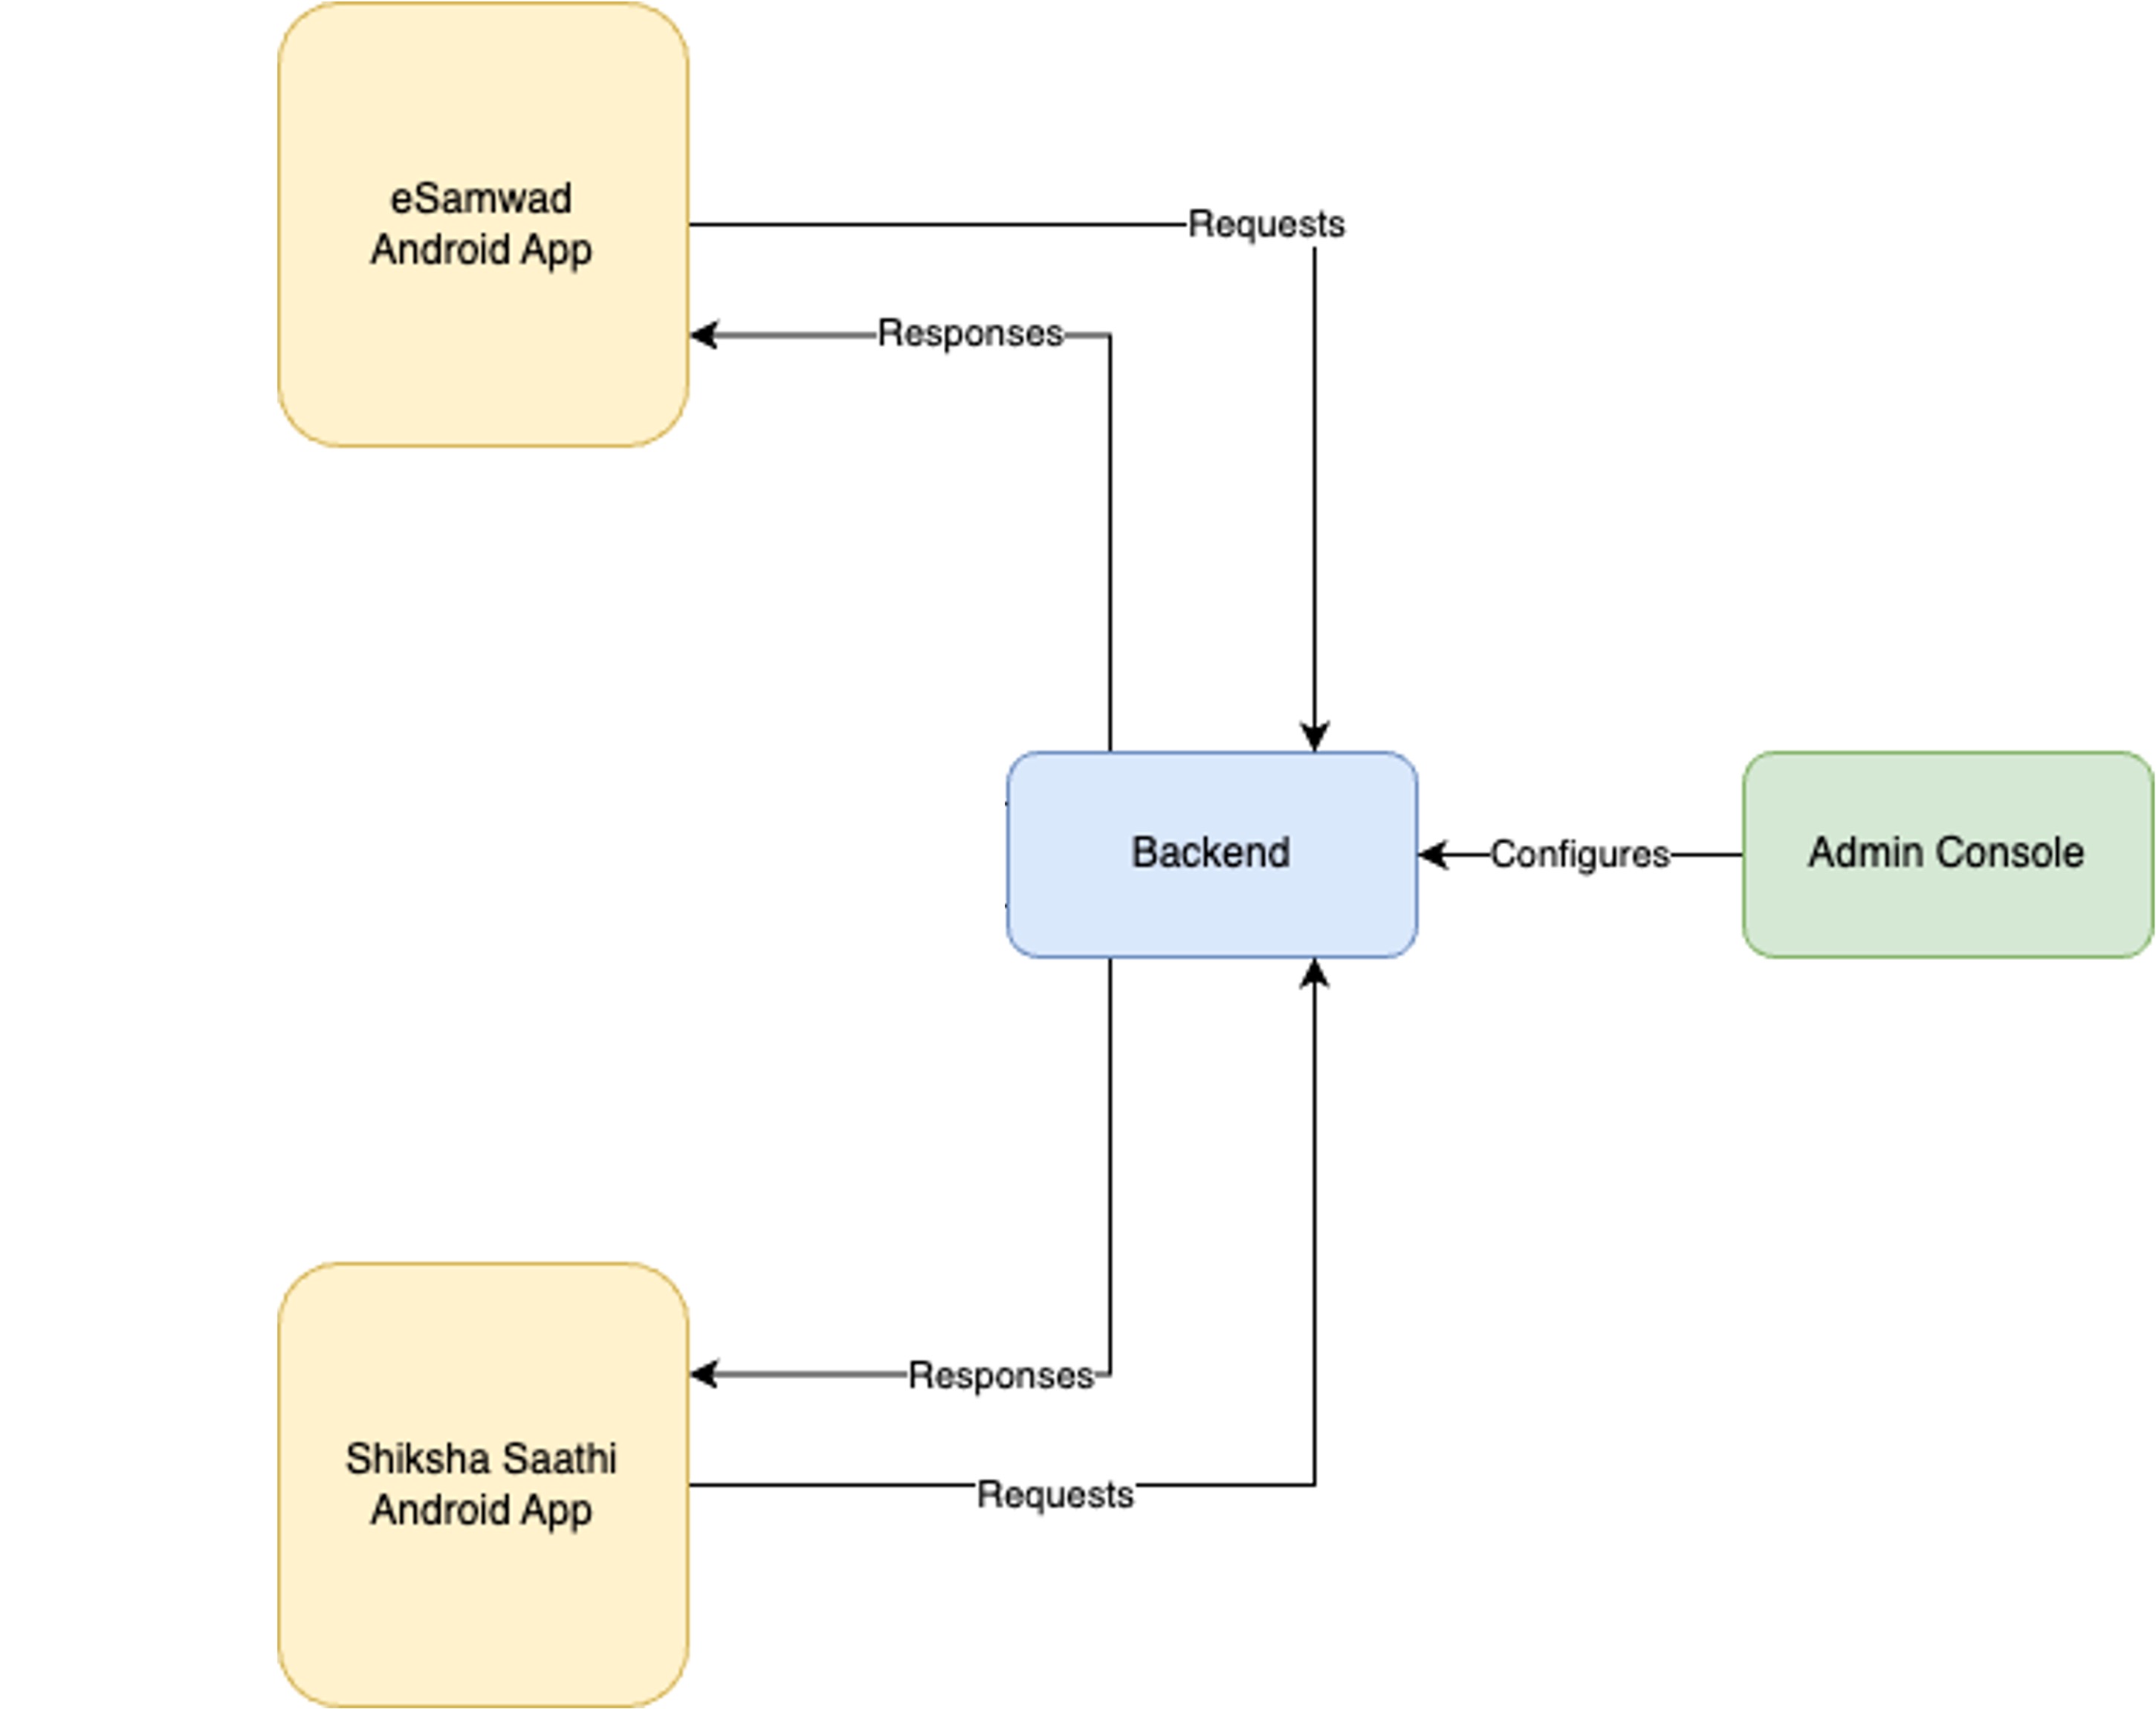 eSamwad
Android App
Requests
Responses
Backend
Configures
Admin Console
Responses
Shiksha Saathi
Android App
Requests